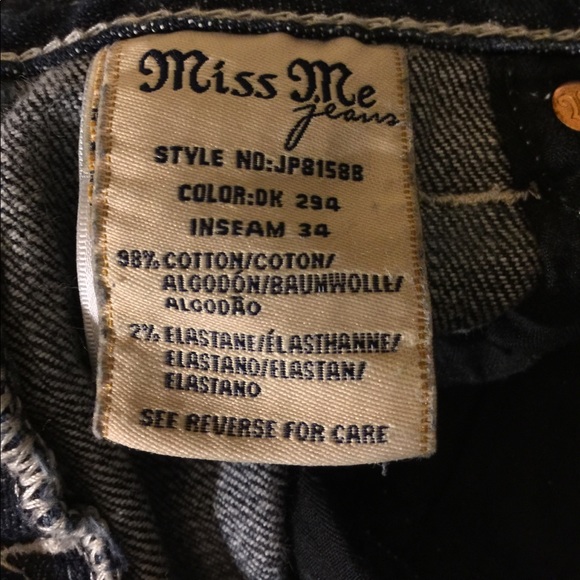 Miss Me
jeans
STYLE NO:JP8158B
COLOR:DK 294
INSEAM 34
98% COTTON/COTON/
ALGODÓN/BAUMWOLLE/
ALGODÃO
2% ELASTANE/ÉLASTHANNE/
ELASTANO/ELASTAN/
ELASTANO
SEE REVERSE FOR CARE